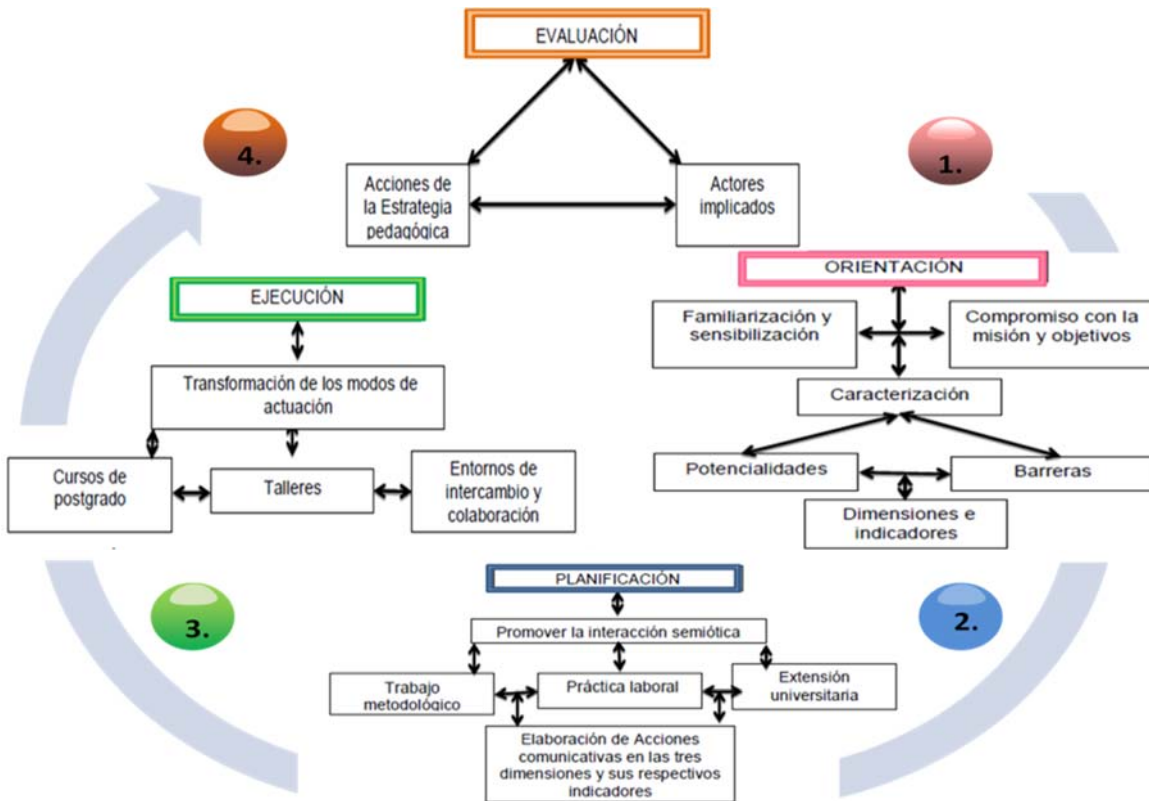 EVALUACIÓN
4.
1.
Acciones de
la Estrategia
pedagógica
Actores
implicados
ORIENTACIÓN
Familiarización y
sensibilización
Compromiso con la
misión y objetivos
Caracterización
Potencialidades
Barreras
Dimensiones e
indicadores
EJECUCIÓN
Transformación de los modos de
actuación
Cursos de
postgrado
Talleres
Entornos de
intercambio y
colaboración
3.
2.
PLANIFICACIÓN
Promover la interacción semiótica
Trabajo
metodológico
Práctica laboral
Extensión
universitaria
Elaboración de Acciones
comunicativas en las tres
dimensiones y sus respectivos
indicadores